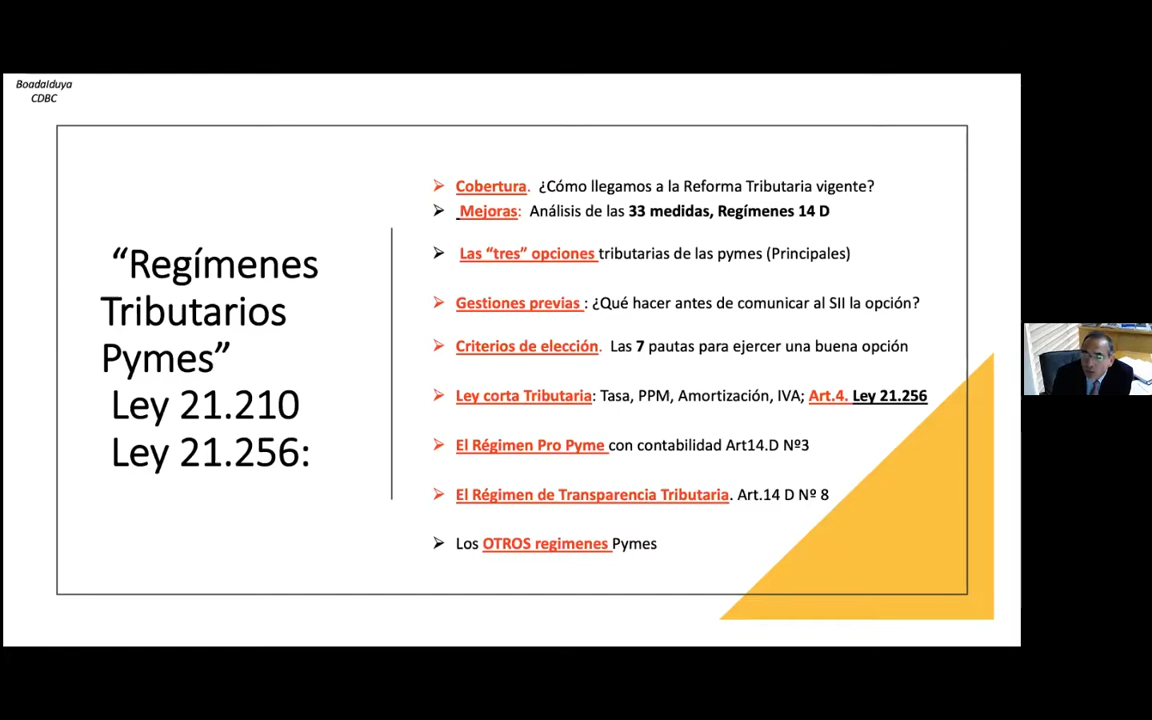 Boadalduya
CDBC
“Regímenes
Tributarios
Pymes”
Ley 21.210
Ley 21.256:
Cobertura. ¿Cómo llegamos a la Reforma Tributaria vigente?
Mejoras: Análisis de las 33 medidas, Regímenes 14 D
Las “tres” opciones tributarias de las pymes (Principales)
Gestiones previas : ¿Qué hacer antes de comunicar al SII la opción?
Criterios de elección. Las 7 pautas para ejercer una buena opción
Ley corta Tributaria: Tasa, PPM, Amortización, IVA; Art.4. Ley 21.256
El Régimen Pro Pyme con contabilidad Art14.D Nº3
El Régimen de Transparencia Tributaria. Art.14 D Nº 8
Los OTROS regimenes Pymes